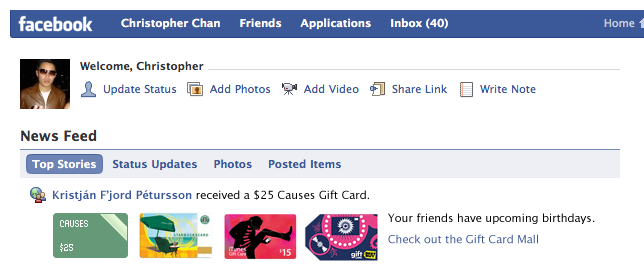 facebook Christopher Chan Friends Applications Inbox (40) Home
Welcome, Christopher
Update Status Add Photos Add Video Share Link Write Note
News Feed
Top Stories Status Updates Photos Posted Items
Kristján F'jord Pétursson received a $25 Causes Gift Card.
CAUSES
$25
STARBUCKS CARD
iTunes
$15
gift
BEST BUY
Your friends have upcoming birthdays.
Check out the Gift Card Mall